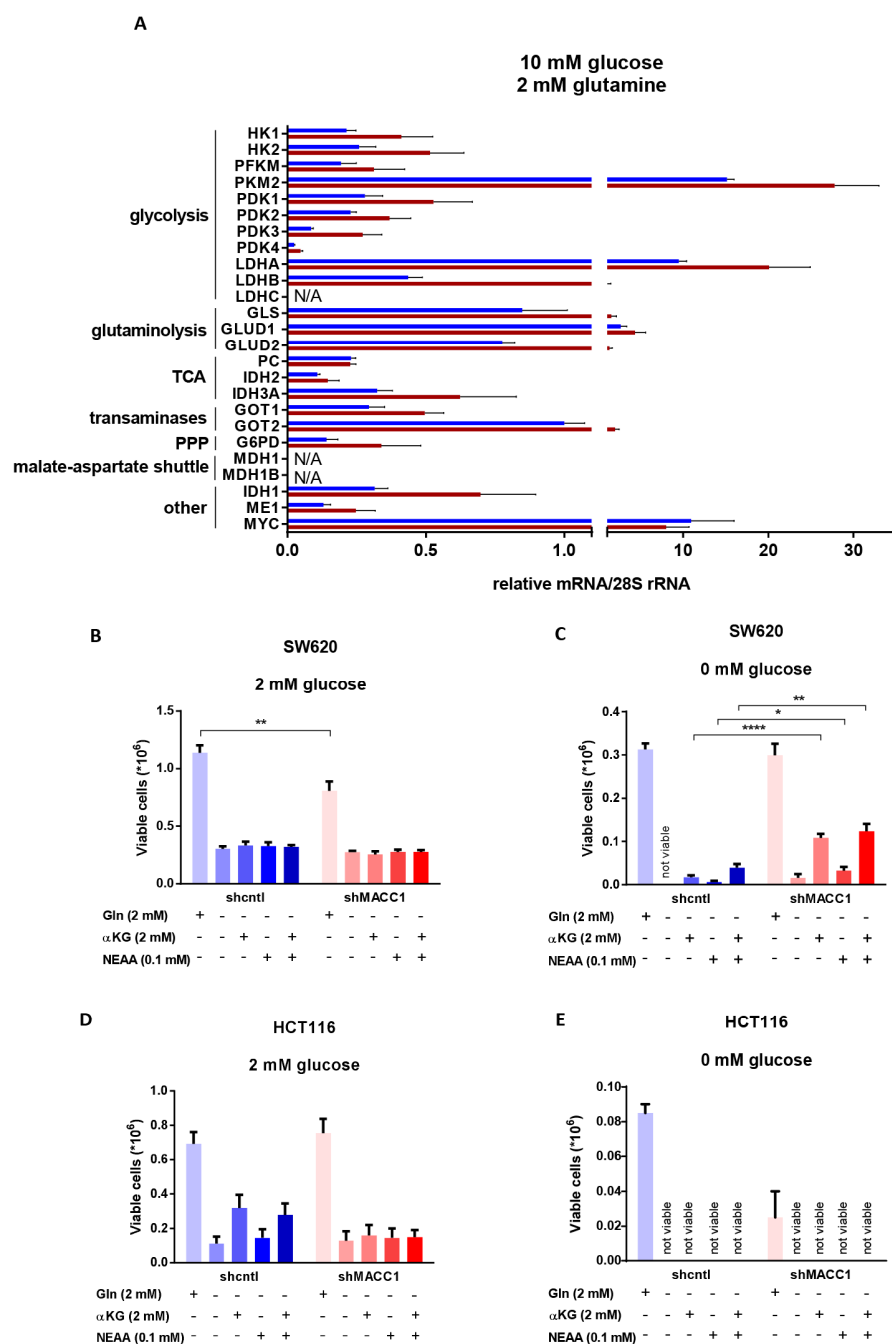 A
10 mM glucose
2 mM glutamine
HK1
HK2
PFKM
PKM2
PDK1
glycolysis
PDK2
PDK3
PDK4
LDHA
LDHB
LDHC N/A
GLS
glutaminolysis GLUD1
GLUD2
PC
TCA IDH2
IDH3A
transaminases GOT1
GOT2
PPP G6PD
malate-aspartate shuttle MDH1 N/A
MDH1B N/A
IDH1
other ME1
MYC
0.0 0.5 1.0 10 20 30
relative mRNA/28S rRNA
B
SW620
2 mM glucose
Viable cells (*10⁶)
1.5
1.0
0.5
0.0
**
shcntl shMACC1
Gln (2 mM) + - - - - + - - - -
αKG (2 mM) - - + - + - - + - +
NEAA (0.1 mM) - - - + + - - - + +
C
SW620
0 mM glucose
Viable cells (*10⁶)
0.4
0.3
0.2
0.1
0.0
**
*
****
not viable
shcntl shMACC1
Gln (2 mM) + - - - - + - - - -
αKG (2 mM) - - + - + - - + - +
NEAA (0.1 mM) - - - + + - - - + +
D
HCT116
2 mM glucose
Viable cells (*10⁶)
1.0
0.8
0.6
0.4
0.2
0.0
shcntl shMACC1
Gln (2 mM) + - - - - + - - - -
αKG (2 mM) - - + - + - - + - +
NEAA (0.1 mM) - - - + + - - - + +
E
HCT116
0 mM glucose
Viable cells (*10⁶)
0.10
0.08
0.06
0.04
0.02
0.00
not viable not viable not viable not viable not viable not viable not viable not viable
shcntl shMACC1
Gln (2 mM) + - - - - + - - - -
αKG (2 mM) - - + - + - - + - +
NEAA (0.1 mM) - - - + + - - - + +